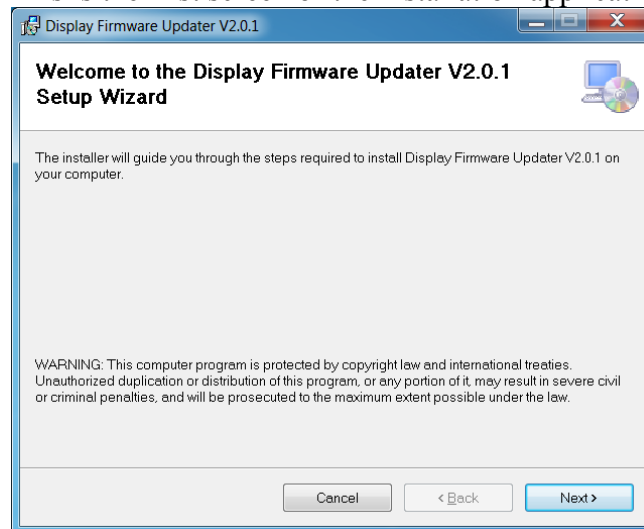 Display Firmware Updater V2.0.1
Welcome to the Display Firmware Updater V2.0.1
Setup Wizard
The installer will guide you through the steps required to install Display Firmware Updater V2.0.1 on
your computer.
WARNING: This computer program is protected by copyright law and international treaties.
Unauthorized duplication or distribution of this program, or any portion of it, may result in severe civil
or criminal penalties, and will be prosecuted to the maximum extent possible under the law.
Cancel < Back Next >